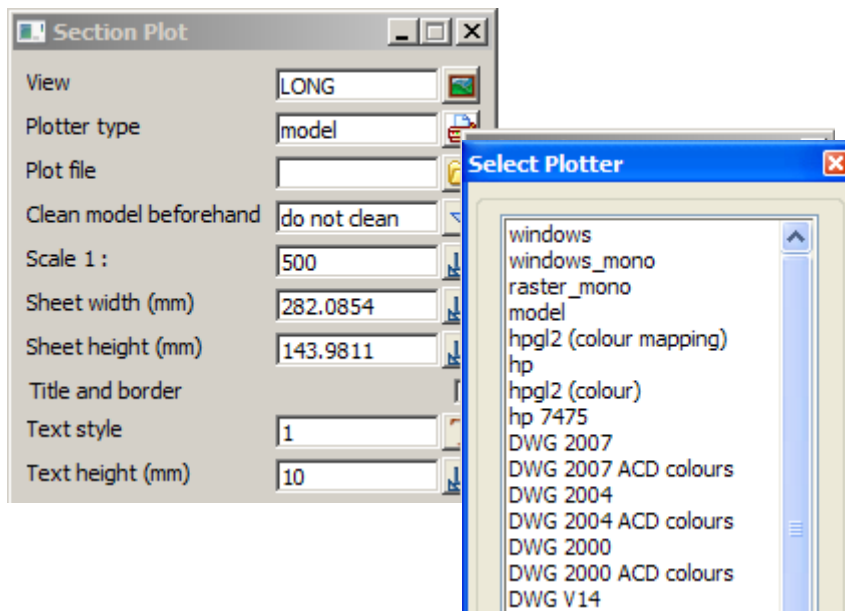 Section Plot
View LONG
Plotter type model
Plot file
Clean model beforehand do not clean
Scale 1 : 500
Sheet width (mm) 282.0854
Sheet height (mm) 143.9811
Title and border
Text style 1
Text height (mm) 10
Select Plotter
windows
windows_mono
raster_mono
model
hpgl2 (colour mapping)
hp
hpgl2 (colour)
hp 7475
DWG 2007
DWG 2007 ACD colours
DWG 2004
DWG 2004 ACD colours
DWG 2000
DWG 2000 ACD colours
DWG V14